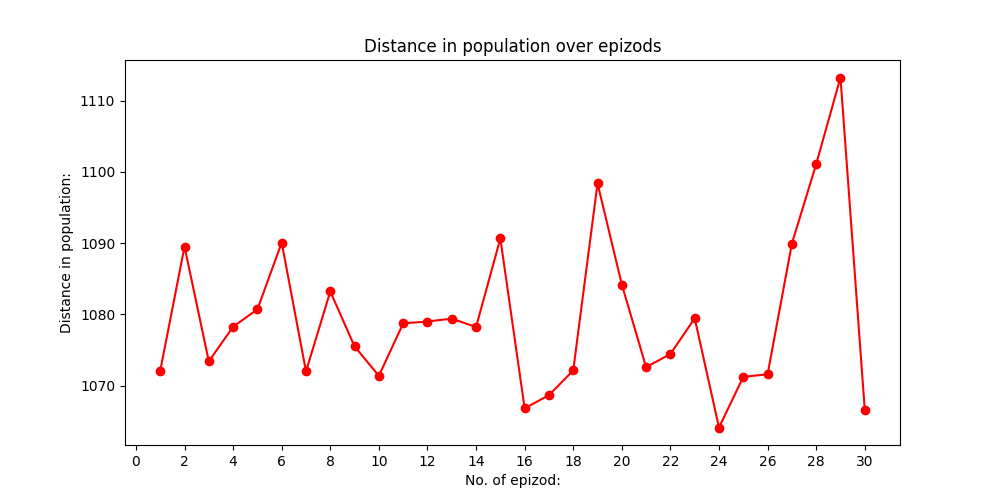 Distance in population over epizods
1110
1100
1090
1080
1070
Distance in population:
0 2 4 6 8 10 12 14 16 18 20 22 24 26 28 30
No. of epizod: